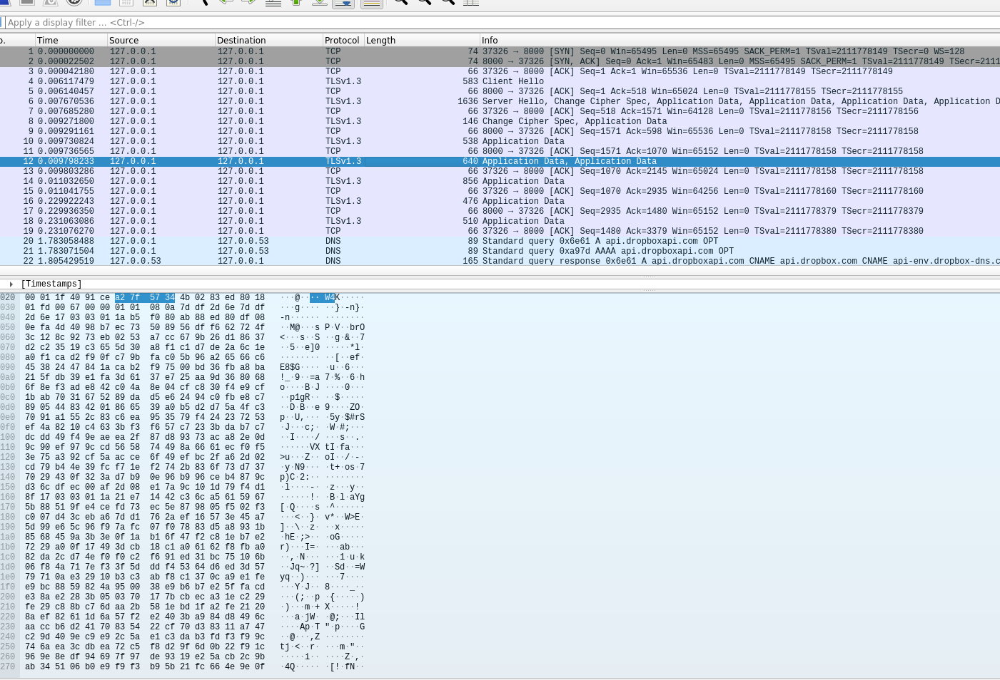 Apply a display filter ... <Ctrl-/>
o. Time Source Destination Protocol Length Info
1 0.000000000 127.0.0.1 127.0.0.1 TCP 74 37326 → 8000 [SYN] Seq=0 Win=65495 Len=0 MSS=65495 SACK_PERM=1 TSval=2111778149 TSecr=0 WS=128
2 0.000022502 127.0.0.1 127.0.0.1 TCP 74 8000 → 37326 [SYN, ACK] Seq=0 Ack=1 Win=65483 Len=0 MSS=65495 SACK_PERM=1 TSval=2111778149 TSecr=2111
3 0.000042180 127.0.0.1 127.0.0.1 TCP 66 37326 → 8000 [ACK] Seq=1 Ack=1 Win=65536 Len=0 TSval=2111778149 TSecr=2111778149
4 0.006117479 127.0.0.1 127.0.0.1 TLSv1.3 583 Client Hello
5 0.006140457 127.0.0.1 127.0.0.1 TCP 66 8000 → 37326 [ACK] Seq=1 Ack=518 Win=65024 Len=0 TSval=2111778155 TSecr=2111778155
6 0.007670536 127.0.0.1 127.0.0.1 TLSv1.3 1636 Server Hello, Change Cipher Spec, Application Data, Application Data, Application Data, Application D
7 0.007685280 127.0.0.1 127.0.0.1 TCP 66 37326 → 8000 [ACK] Seq=518 Ack=1571 Win=64128 Len=0 TSval=2111778156 TSecr=2111778156
8 0.009271800 127.0.0.1 127.0.0.1 TLSv1.3 146 Change Cipher Spec, Application Data
9 0.009291161 127.0.0.1 127.0.0.1 TCP 66 8000 → 37326 [ACK] Seq=1571 Ack=598 Win=65536 Len=0 TSval=2111778158 TSecr=2111778158
10 0.009730824 127.0.0.1 127.0.0.1 TLSv1.3 538 Application Data
11 0.009736565 127.0.0.1 127.0.0.1 TCP 66 8000 → 37326 [ACK] Seq=1571 Ack=1070 Win=65152 Len=0 TSval=2111778158 TSecr=2111778158
12 0.009798233 127.0.0.1 127.0.0.1 TLSv1.3 640 Application Data, Application Data
13 0.009803286 127.0.0.1 127.0.0.1 TCP 66 37326 → 8000 [ACK] Seq=1070 Ack=2145 Win=65024 Len=0 TSval=2111778158 TSecr=2111778158
14 0.011032650 127.0.0.1 127.0.0.1 TLSv1.3 856 Application Data
15 0.011041755 127.0.0.1 127.0.0.1 TCP 66 37326 → 8000 [ACK] Seq=1070 Ack=2935 Win=64256 Len=0 TSval=2111778160 TSecr=2111778160
16 0.229922243 127.0.0.1 127.0.0.1 TLSv1.3 476 Application Data
17 0.229936350 127.0.0.1 127.0.0.1 TCP 66 8000 → 37326 [ACK] Seq=2935 Ack=1480 Win=65152 Len=0 TSval=2111778379 TSecr=2111778379
18 0.231063086 127.0.0.1 127.0.0.1 TLSv1.3 510 Application Data
19 0.231076270 127.0.0.1 127.0.0.1 TCP 66 37326 → 8000 [ACK] Seq=1480 Ack=3379 Win=65152 Len=0 TSval=2111778380 TSecr=2111778380
20 1.783058488 127.0.0.1 127.0.0.53 DNS 89 Standard query 0x6e61 A api.dropboxapi.com OPT
21 1.783071504 127.0.0.1 127.0.0.53 DNS 89 Standard query 0xa97d AAAA api.dropboxapi.com OPT
22 1.805429519 127.0.0.53 127.0.0.1 DNS 165 Standard query response 0x6e61 A api.dropboxapi.com CNAME api.dropbox.com CNAME api-env.dropbox-dns.c
[Timestamps]
020 00 01 1f 40 91 ce a2 7f 57 34 4b 02 83 ed 80 18 ···@···· W4K·····
030 01 fd 00 67 00 00 01 01 08 0a 7d df 2d 6e 7d df ···g···· ··}·-n}·
040 2d 6e 17 03 03 01 1a b5 f0 80 ab 88 ed 80 df 08 -n······ ········
050 0e fa 4d 40 98 b7 ec 73 50 89 56 df f6 62 72 4f ··M@···s P·V··brO
060 3c 12 8c 92 73 eb 02 53 a7 cc 67 9b 26 d1 86 37 <···s··S ··g·&··7
070 d2 c2 35 19 c3 65 5d 30 a8 f1 c1 d7 de 2a 6c 1e ··5··e]0 ·····*l·
080 a0 f1 ca d2 f9 0f c7 9b fa c0 5b 96 a2 65 66 c6 ········ ··[··ef·
090 45 38 24 47 84 1a ca b2 f9 75 00 bd 36 fb a8 ba E8$G···· ·u··6···
0a0 21 5f db 39 e1 fa 3d 61 37 e7 25 aa 9d 36 80 68 !_·9··=a 7·%··6·h
0b0 6f 8e f3 ad e8 42 c0 4a 8e 04 cf c8 30 f4 e9 cf o····B·J ····0···
0c0 1b ab 70 31 67 52 89 da d5 e6 24 94 c0 fb e8 c7 ··p1gR·· ··$·····
0d0 89 05 44 83 42 01 86 65 39 a0 b5 d2 d7 5a 4f c3 ··D·B··e 9····ZO·
0e0 70 91 a1 55 2c 83 c6 ea 95 35 79 f4 24 23 72 53 p··U,··· ·5y·$#rS
0f0 ef 4a 82 10 c4 63 3b f3 f6 57 c7 23 3b da b7 c7 ·J···c;· ·W·#;···
100 dc dd 49 f4 9e ae ea 2f 87 d8 93 73 ac a8 2e 0d ··I····/ ···s··.·
110 9c 90 ef 97 9c cd 56 58 74 49 8a 66 61 ec f0 f5 ······VX tI·fa···
120 3e 75 a3 92 cf 5a ac ce 6f 49 ef bc 2f a6 2d 02 >u···Z·· oI··/·-·
130 cd 79 b4 4e 39 fc f7 1e f2 74 2b 83 6f 73 d7 37 ·y·N9··· ·t+·os·7
140 70 29 43 0f 32 3a d7 b9 0e 96 b9 96 ce b4 87 9c p)C·2:·· ········
150 d3 6c df ec 00 af 2d 08 e1 7a 9c 10 1d 79 f4 d1 ·l····-· ·z···y··
160 8f 17 03 03 01 1a 21 e7 14 42 c3 6c a5 61 59 67 ······!· ·B·l·aYg
170 5b 88 51 9f e4 ce fd 73 ec 5e 87 98 05 f5 02 f3 [·Q····s ·^······
180 c0 07 d4 3c eb a6 7d d1 76 2a ef 16 57 3e 45 a7 ···<··}· v*··W>E·
190 5d 99 e6 5c 96 f9 7a fc 07 f0 78 83 d5 a8 93 1b ]··\··z· ··x·····
1a0 85 68 45 9a 3b 3e 0f 1a b1 6f 47 f2 c8 1e b7 e2 ·hE·;>·· ·oG·····
1b0 72 29 a0 0f 17 49 3d cb 18 c1 a0 61 62 f8 fb a0 r)···I=· ···ab···
1c0 82 da 2c d7 4e f0 f0 c2 f6 91 ed 31 bc 75 10 6b ··,·N··· ···1·u·k
1d0 06 f8 4a 71 7e f3 3f 5d dd f4 53 64 d6 ed 3d 57 ··Jq~·?] ··Sd··=W
1e0 79 71 0a e3 29 10 b3 c3 ab f8 c1 37 0c a9 e1 fe yq··)··· ···7····
1f0 e9 bc 88 59 82 4a 95 00 38 e9 b6 b7 e2 5f fa cd ···Y·J·· 8····_··
200 e3 8a e2 28 3b 05 03 70 17 7b cb ec a3 1e c2 29 ···(;··p ·{·····)
210 fe 29 c8 8b c7 6d aa 2b 58 1e bd 1f a2 fe 21 20 ·)···m·+ X·····!
220 8a ef 82 61 1d 6a 57 f2 e2 40 3b a9 84 d8 49 6c ···a·jW· ·@;···Il
230 aa cc b6 d2 41 70 83 54 22 cf 70 d3 83 11 a7 47 ····Ap·T "·p····G
240 c2 9d 40 9e c9 e9 2c 5a e1 c3 da b3 fd f3 f9 9c ··@···,Z ········
250 74 6a ea 3c db ea 72 c5 f8 d2 9f 6d 0b 22 f9 1c tj·<··r· ···m·"··
260 96 9e 8e df 94 69 7f 97 de 93 19 e2 5a cb 2c 9b ·····i·· ····Z·,·
270 ab 34 51 06 b0 e9 f9 f3 b9 5b 21 fc 66 4e 9e 0f ·4Q····· ·[!·fN··